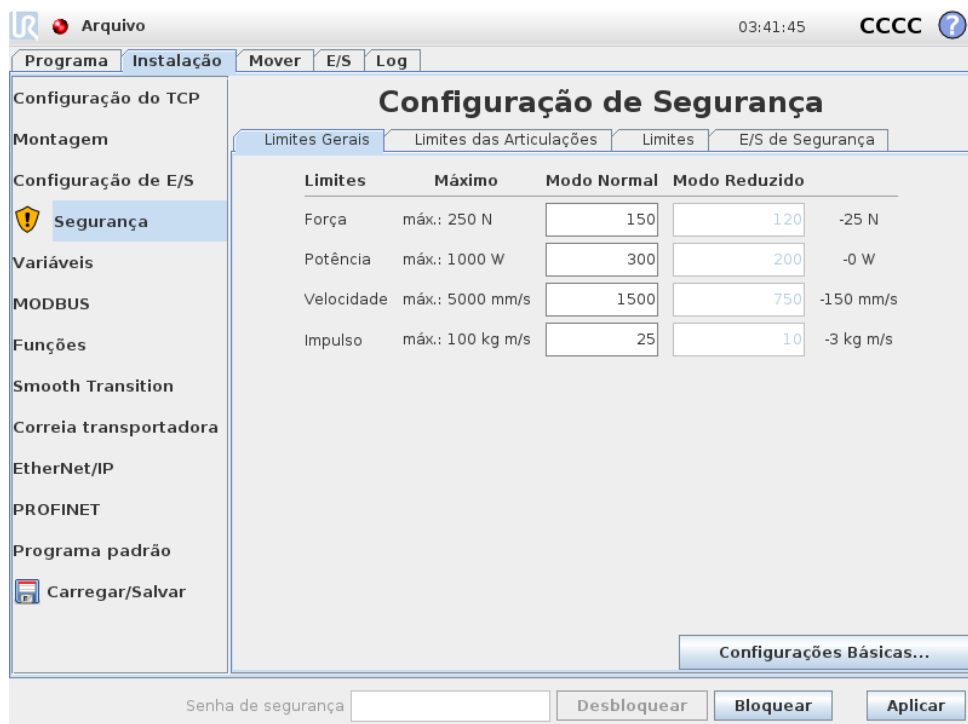 UR Arquivo 03:41:45 CCCC ?
Programa Instalação Mover E/S Log
Configuração do TCP
Montagem
Configuração de E/S
Segurança
Variáveis
MODBUS
Funções
Smooth Transition
Correia transportadora
EtherNet/IP
PROFINET
Programa padrão
Carregar/Salvar
Configuração de Segurança
Limites Gerais Limites das Articulações Limites E/S de Segurança
Limites Máximo Modo Normal Modo Reduzido
Força máx.: 250 N 150 120 -25 N
Potência máx.: 1000 W 300 200 -0 W
Velocidade máx.: 5000 mm/s 1500 750 -150 mm/s
Impulso máx.: 100 kg m/s 25 10 -3 kg m/s
Configurações Básicas...
Senha de segurança Desbloquear Bloquear Aplicar